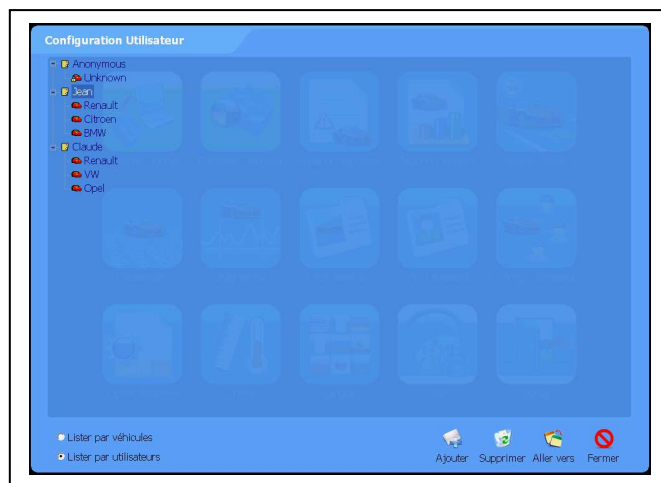 Configuration Utilisateur
Anonymous
Unknown
Jean
Renault
Citroen
BMW
Claude
Renault
VW
Opel
Lister par véhicules
Lister par utilisateurs
Ajouter Supprimer Aller vers Fermer